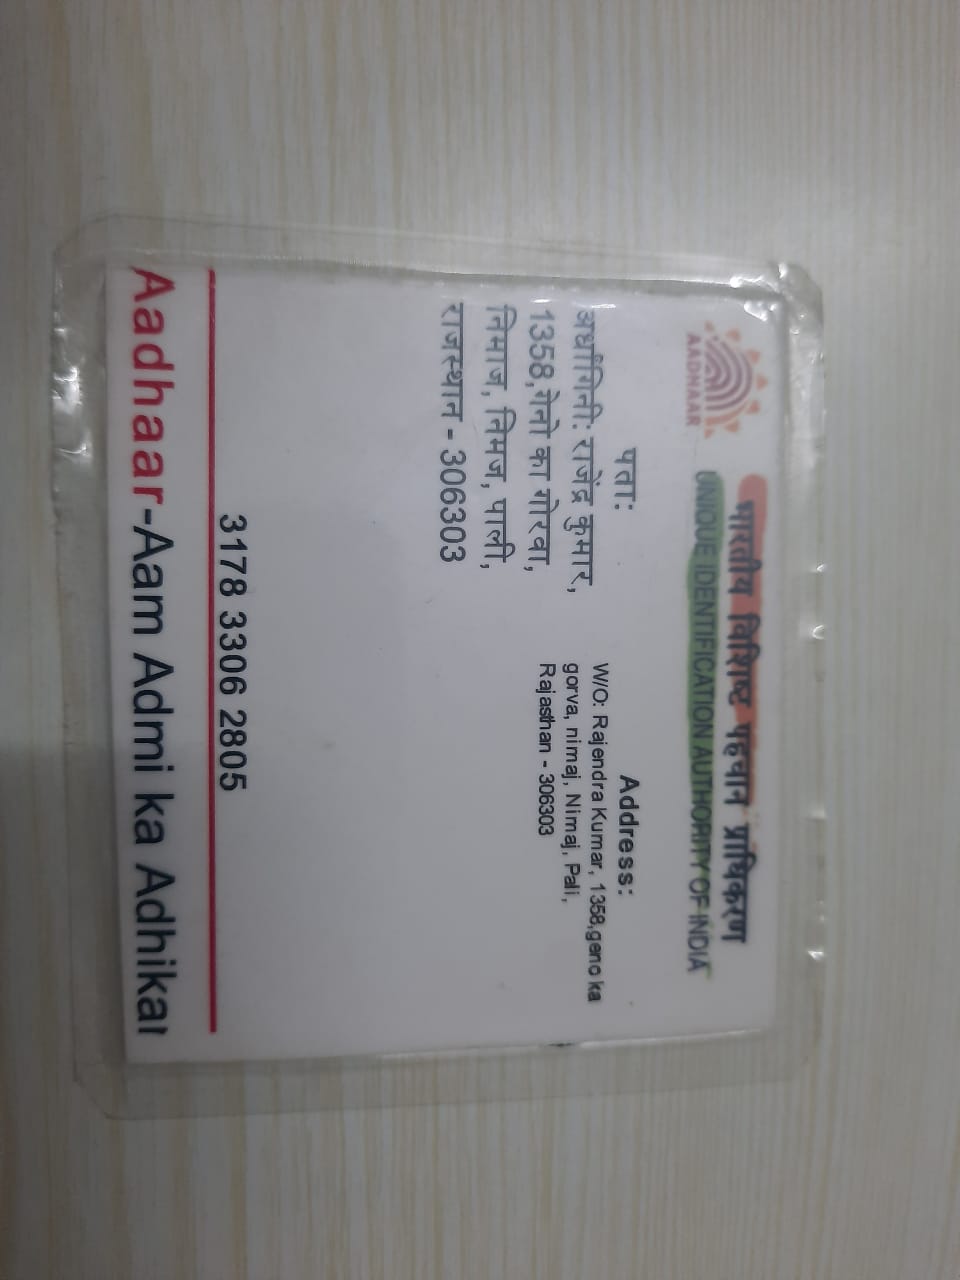 भारतीय विशिष्ट पहचान प्राधिकरण
UNIQUE IDENTIFICATION AUTHORITY OF INDIA
AADHAAR
पता:
अर्धागिनी: राजेंद्र कुमार,
1358,गेनो का गोरवा,
निमाज, निमज, पाली,
राजस्थान - 306303
Address:
W/O: Rajendra Kumar, 1358,geno ka
gorva, nimaj, Nimaj, Pali,
Rajasthan - 306303
3178 3306 2805
Aadhaar-Aam Admi ka Adhikar